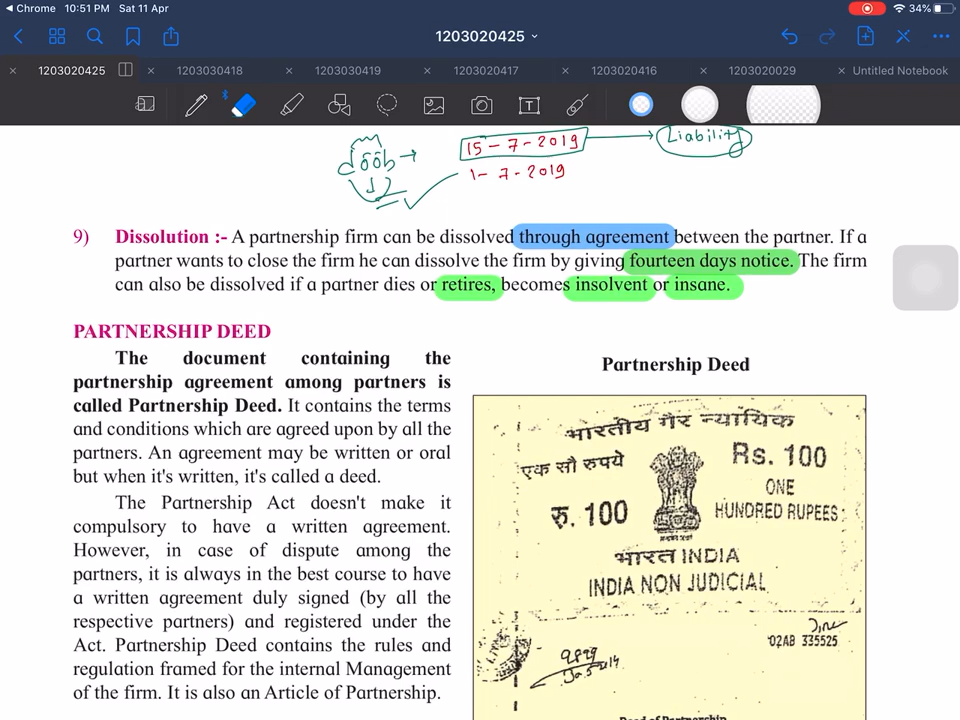 Chrome 10:51 PM Sat 11 Apr
34%
1203020425
1203020425
1203030418
1203030419
1203020417
1203020416
1203020029
Untitled Notebook
15-7-2019
Liability
1-7-2019
9) Dissolution :- A partnership firm can be dissolved through agreement between the partner. If a
partner wants to close the firm he can dissolve the firm by giving fourteen days notice. The firm
can also be dissolved if a partner dies or retires, becomes insolvent or insane.
PARTNERSHIP DEED
The document containing the
partnership agreement among partners is
called Partnership Deed. It contains the terms
and conditions which are agreed upon by all the
partners. An agreement may be written or oral
but when it's written, it's called a deed.
The Partnership Act doesn't make it
compulsory to have a written agreement.
However, in case of dispute among the
partners, it is always in the best course to have
a written agreement duly signed (by all the
respective partners) and registered under the
Act. Partnership Deed contains the rules and
regulation framed for the internal Management
of the firm. It is also an Article of Partnership.
Partnership Deed
भारतीय गैर न्यायिक
एक सौ रुपये
Rs. 100
रु. 100
ONE
HUNDRED RUPEES
भारत INDIA
INDIA NON JUDICIAL
02AB 335525
Deed of Partnership